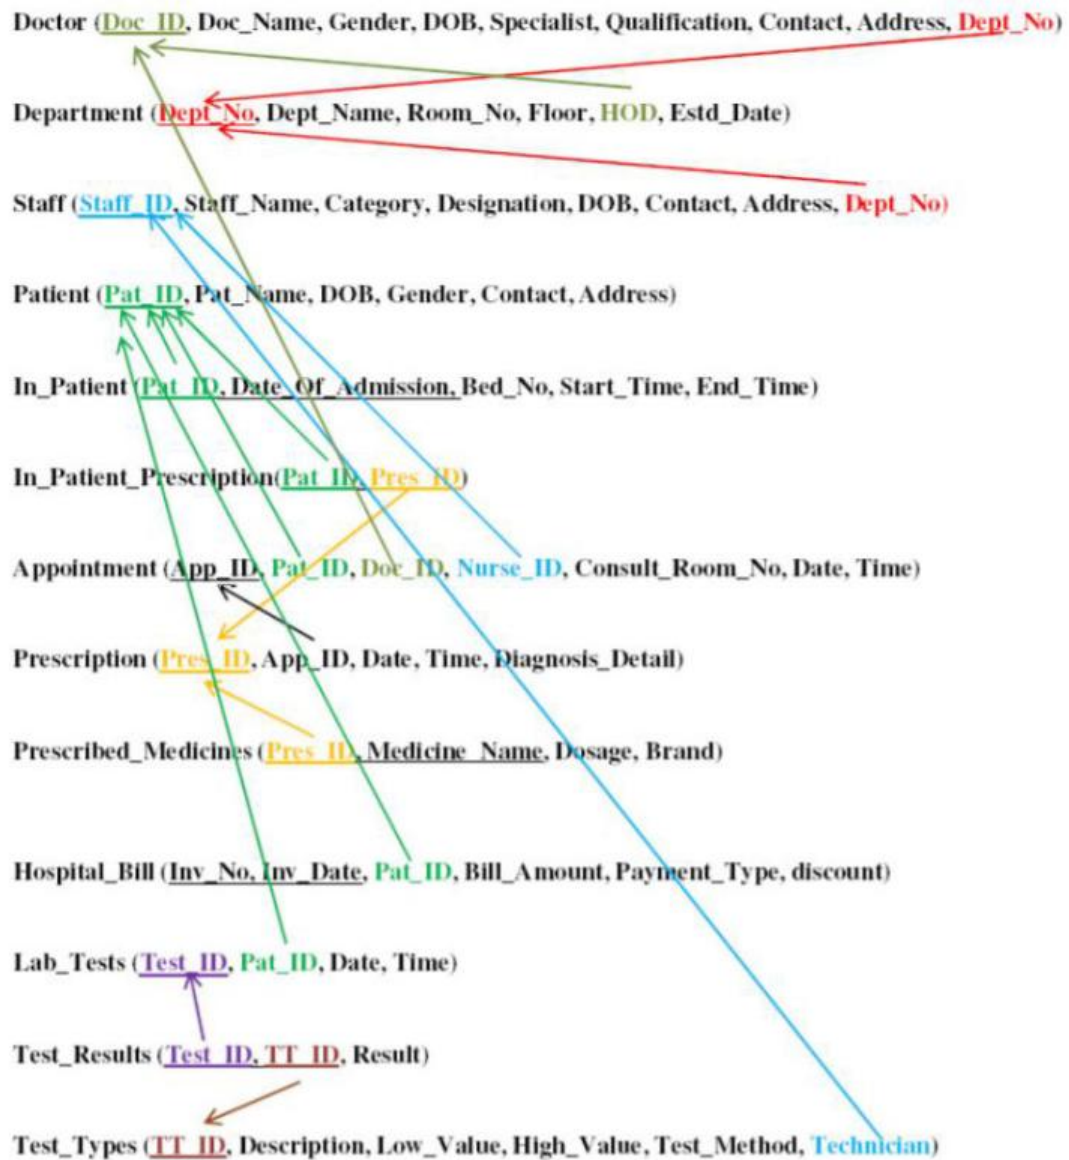 Doctor (Doc_ID, Doc_Name, Gender, DOB, Specialist, Qualification, Contact, Address, Dept_No)
Department (Dept_No, Dept_Name, Room_No, Floor, HOD, Estd_Date)
Staff (Staff_ID, Staff_Name, Category, Designation, DOB, Contact, Address, Dept_No)
Patient (Pat_ID, Pat_Name, DOB, Gender, Contact, Address)
In_Patient (Pat_ID, Date_Of_Admission, Bed_No, Start_Time, End_Time)
In_Patient_Prescription(Pat_ID, Pres_ID)
Appointment (App_ID, Pat_ID, Doc_ID, Nurse_ID, Consult_Room_No, Date, Time)
Prescription (Pres_ID, App_ID, Date, Time, Diagnosis_Detail)
Prescribed_Medicines (Pres_ID, Medicine_Name, Dosage, Brand)
Hospital_Bill (Inv_No, Inv_Date, Pat_ID, Bill_Amount, Payment_Type, discount)
Lab_Tests (Test_ID, Pat_ID, Date, Time)
Test_Results (Test_ID, TT_ID, Result)
Test_Types (TT_ID, Description, Low_Value, High_Value, Test_Method, Technician)